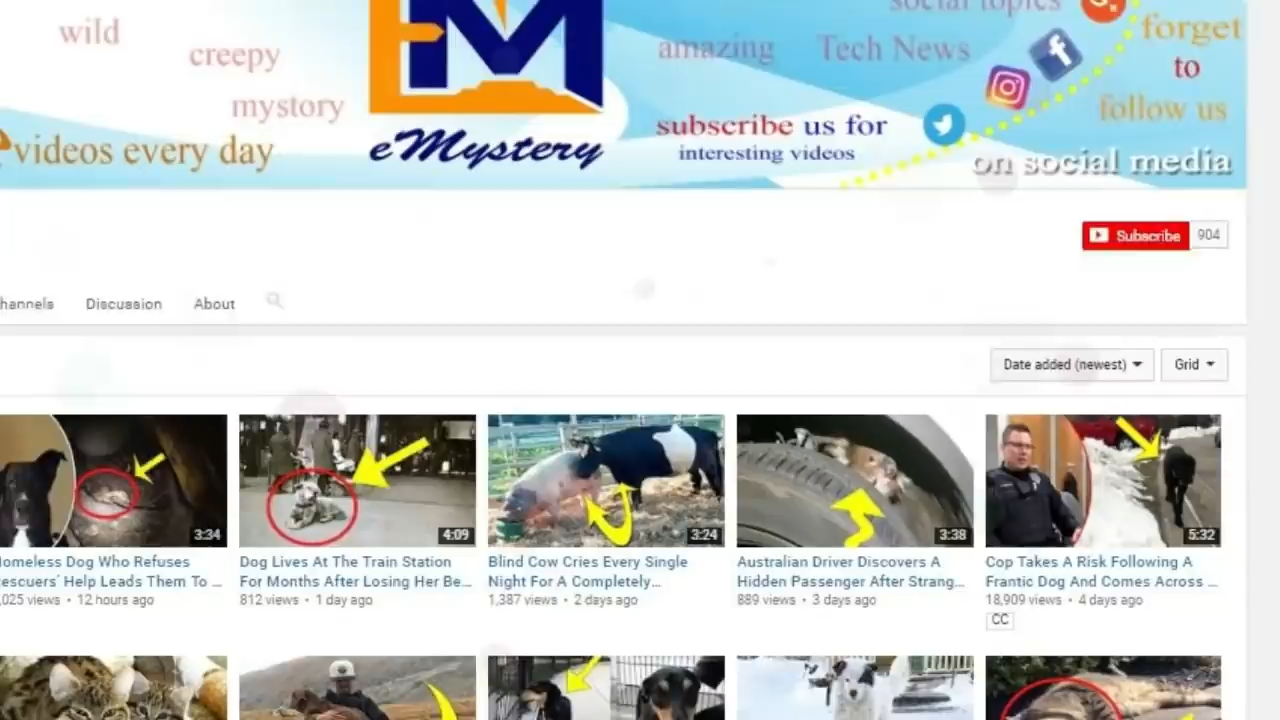 social topics
wild
creepy
amazing
Tech News
forget
to
mystory
follow us
EM
subscribe us for
videos every day
eMystery
interesting videos
on social media
Subscribe 904
Discussion About
Date added (newest) Grid
3:34
4:09
3:24
3:38
5:32
Homeless Dog Who Refuses
Rescuers' Help Leads Them To ...
025 views • 12 hours ago
Dog Lives At The Train Station
For Months After Losing Her Be...
812 views • 1 day ago
Blind Cow Cries Every Single
Night For A Completely...
1,387 views • 2 days ago
Australian Driver Discovers A
Hidden Passenger After Strang...
889 views • 3 days ago
Cop Takes A Risk Following A
Frantic Dog And Comes Across ...
18,909 views • 4 days ago
CC